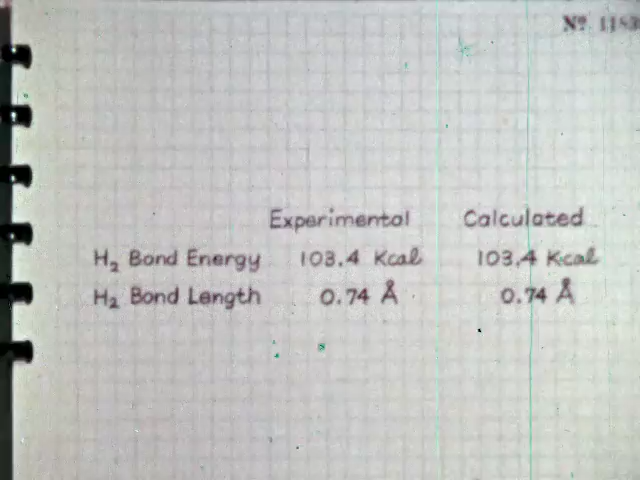 Nº 1183
Experimental Calculated
H₂ Bond Energy 103.4 Kcal 103.4 Kcal
H₂ Bond Length 0.74 Å 0.74 Å